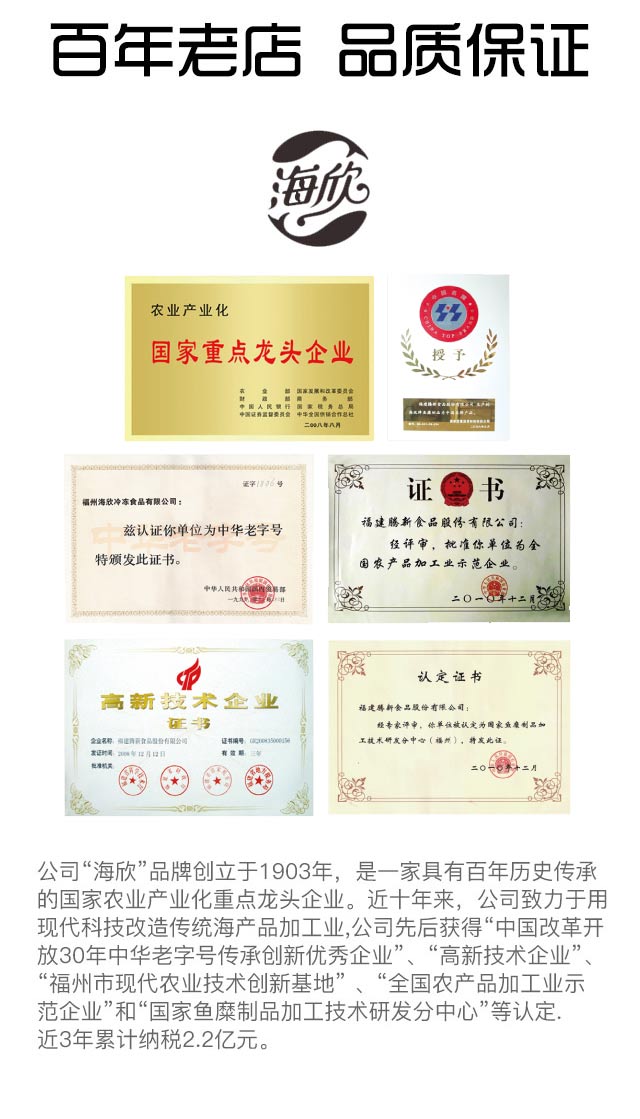 百年老店 品质保证
海欣
农业产业化
国家重点龙头企业
农业部 国家发展和改革委员会
财政部 商务部
中国人民银行 国家税务总局
中国证券监督委员会 中华全国供销合作总社
二00八年八月
授予
证字 号
福州海欣冷冻食品有限公司：
兹认证你单位为中华老字号
特颁发此证书。
中华人民共和国国内贸易部
证书
福建腾新食品股份有限公司：
经评审，批准你单位为全
国农产品加工业示范企业。
二〇一〇年十二月
高新技术企业
证书
企业名称：福建腾新食品股份有限公司
证书编号：
发证时间：2008年12月12日
有效期：三年
批准机关：
认定证书
福建腾新食品股份有限公司：
经专家评审，你单位被认定为国家鱼糜制品加
工技术研发分中心（福州），特发此证。
二〇一〇年十二月
公司“海欣”品牌创立于1903年，是一家具有百年历史传承
的国家农业产业化重点龙头企业。近十年来，公司致力于用
现代科技改造传统海产品加工业,公司先后获得“中国改革开
放30年中华老字号传承创新优秀企业”、“高新技术企业”、
“福州市现代农业技术创新基地” 、“全国农产品加工业示
范企业”和“国家鱼糜制品加工技术研发分中心”等认定.
近3年累计纳税2.2亿元。